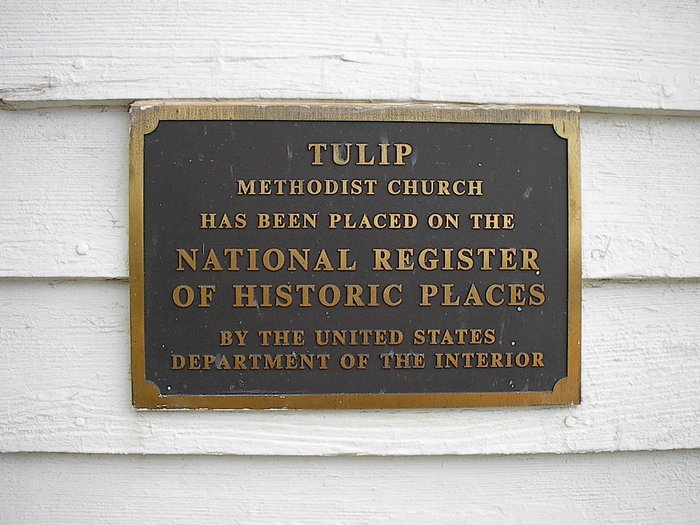 TULIP
METHODIST CHURCH
HAS BEEN PLACED ON THE
NATIONAL REGISTER
OF HISTORIC PLACES
BY THE UNITED STATES
DEPARTMENT OF THE INTERIOR